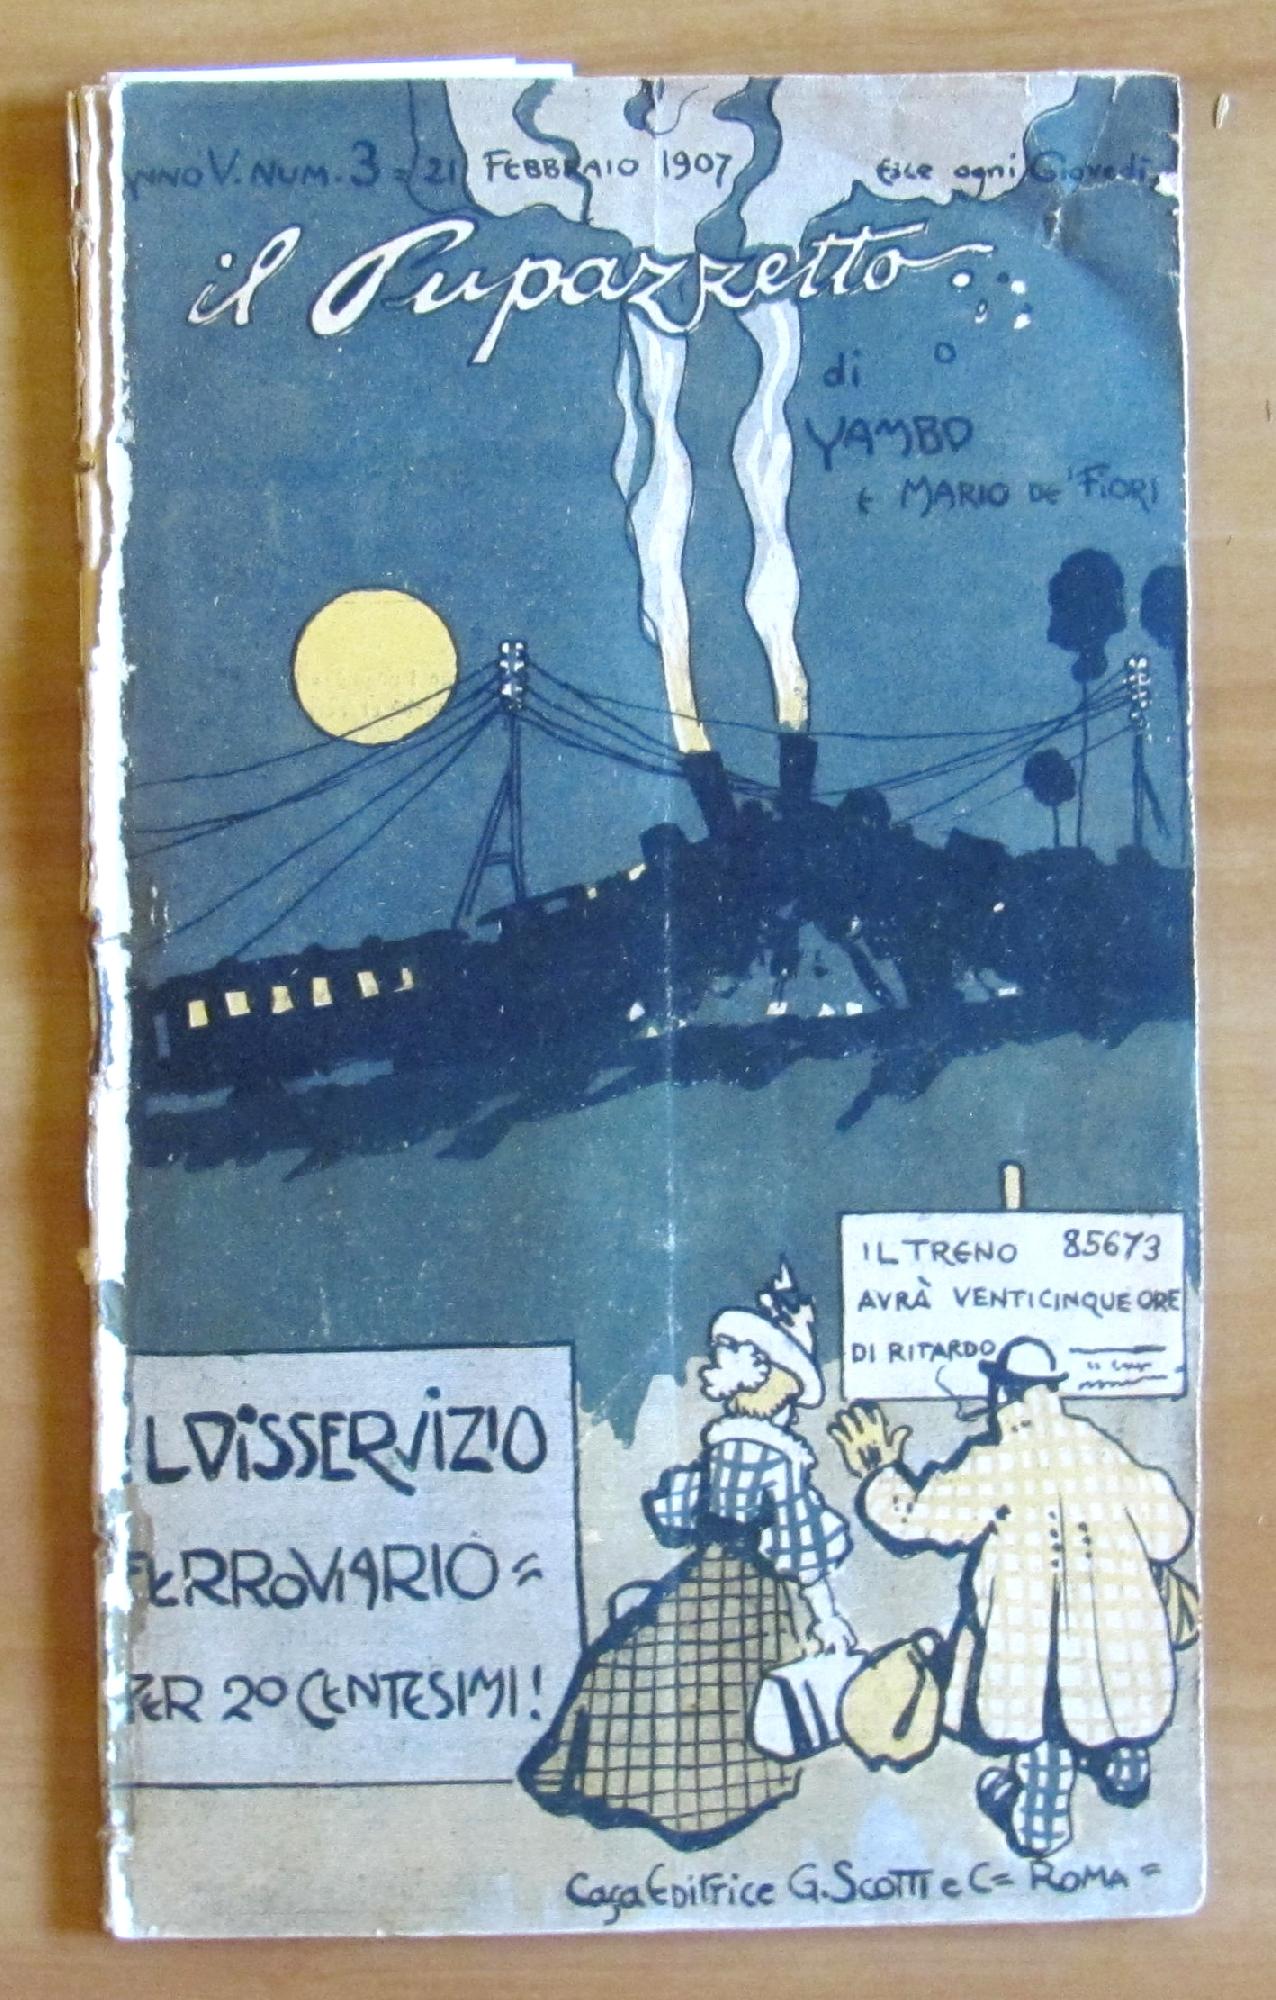 ANNO V. NUM. 3 = 21 FEBBRAIO 1907
Esce ogni Giovedì
il Pupazzetto
di
YAMBO
E MARIO DE' FIORI
IL TRENO 85673
AVRÀ VENTICINQUE ORE
DI RITARDO
IL DISSERVIZIO
FERROVIARIO =
PER 20 CENTESIMI!
Casa Editrice G. Scotti e C= ROMA =